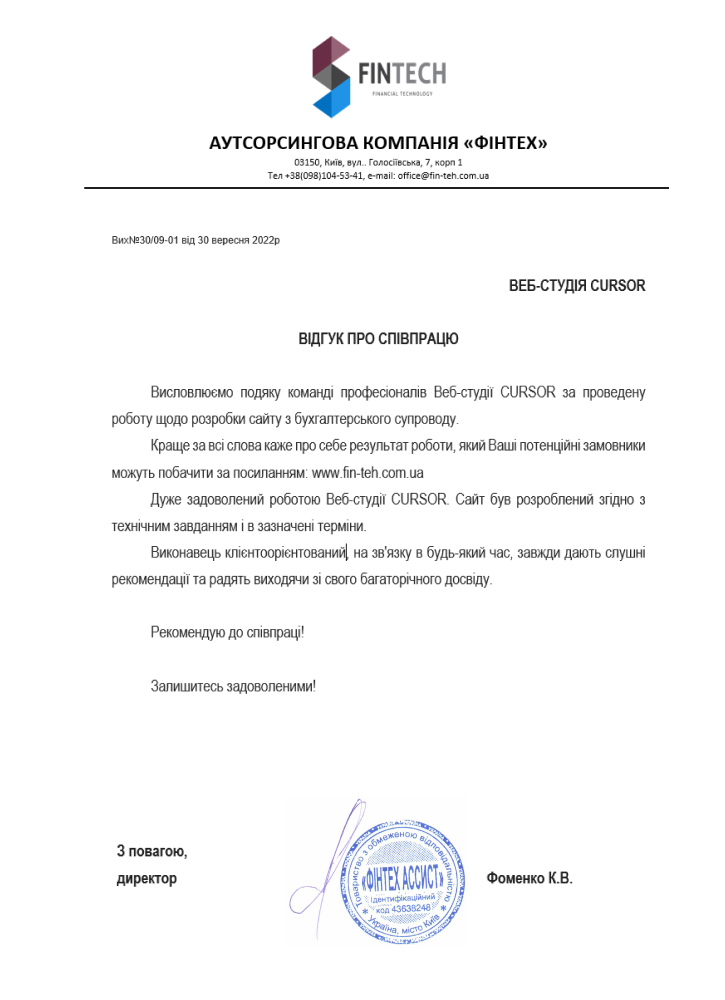 FINTECH
FINANCIAL TECHNOLOGY
АУТСОРСИНГОВА КОМПАНІЯ «ФІНТЕХ»
03150, Київ, вул.. Голосіївська, 7, корп 1
Тел +38(098)104-53-41, e-mail: office@fin-teh.com.ua
Вих№30/09-01 від 30 вересня 2022р
ВЕБ-СТУДІЯ CURSOR
ВІДГУК ПРО СПІВПРАЦЮ
Висловлюємо подяку команді професіоналів Веб-студії CURSOR за проведену
роботу щодо розробки сайту з бухгалтерського супроводу.
Краще за всі слова каже про себе результат роботи, який Ваші потенційні замовники
можуть побачити за посиланням: www.fin-teh.com.ua
Дуже задоволений роботою Веб-студії CURSOR. Сайт був розроблений згідно з
технічним завданням і в зазначені терміни.
Виконавець клієнтоорієнтований, на зв'язку в будь-який час, завжди дають слушні
рекомендації та радять виходячи зі свого багаторічного досвіду.
Рекомендую до співпраці!
Залишитесь задоволеними!
З повагою,
директор
Товариство з обмеженою відповідальністю
«ФІНТЕХ АССИСТ»
ідентифікаційний
код 43638248
* Україна, місто Київ *
Фоменко К.В.